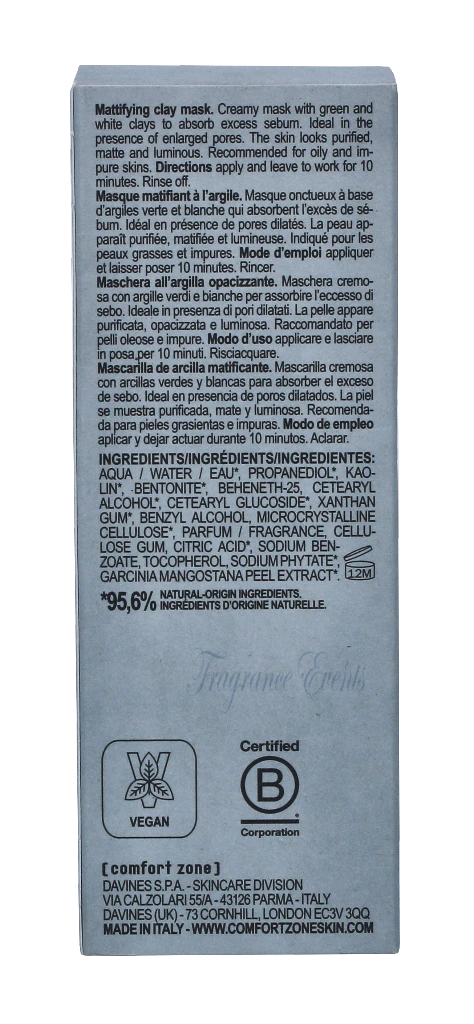 Mattifying clay mask. Creamy mask with green and
white clays to absorb excess sebum. Ideal in the
presence of enlarged pores. The skin looks purified,
matte and luminous. Recommended for oily and im-
pure skins. Directions apply and leave to work for 10
minutes. Rinse off.
Masque matifiant à l'argile. Masque onctueux à base
d'argiles verte et blanche qui absorbent l'excès de sé-
bum. Idéal en présence de pores dilatés. La peau ap-
paraît purifiée, matifiée et lumineuse. Indiqué pour les
peaux grasses et impures. Mode d'emploi appliquer
et laisser poser 10 minutes. Rincer.
Maschera all'argilla opacizzante. Maschera cremo-
sa con argille verdi e bianche per assorbire l'eccesso di
sebo. Ideale in presenza di pori dilatati. La pelle appare
purificata, opacizzata e luminosa. Raccomandato per
pelli oleose e impure. Modo d'uso applicare e lasciare
in posa,per 10 minuti. Risciacquare.
Mascarilla de arcilla matificante. Mascarilla cremosa
con arcillas verdes y blancas para absorber el exceso
de sebo. Ideal en presencia de poros dilatados. La piel
se muestra purificada, mate y luminosa. Recomenda-
da para pieles grasientas e impuras. Modo de empleo
aplicar y dejar actuar durante 10 minutos. Aclarar.
INGREDIENTS/INGRÉDIENTS/INGREDIENTES:
AQUA / WATER / EAU*, PROPANEDIOL*, KAO-
LIN*, BENTONITE*, BEHENETH-25, CETEARYL
ALCOHOL*, CETEARYL GLUCOSIDE*, XANTHAN
GUM*, BENZYL ALCOHOL, MICROCRYSTALLINE
CELLULOSE*, PARFUM / FRAGRANCE, CELLU-
LOSE GUM, CITRIC ACID*, SODIUM BEN-
ZOATE, TOCOPHEROL, SODIUM PHYTATE*,
GARCINIA MANGOSTANA PEEL EXTRACT*.
12M
*95,6% NATURAL-ORIGIN INGREDIENTS.
INGRÉDIENTS D'ORIGINE NATURELLE.
Fragrance Events
VEGAN
Certified
B
Corporation
[comfort zone]
DAVINES S.P.A. - SKINCARE DIVISION
VIA CALZOLARI 55/A - 43126 PARMA - ITALY
DAVINES (UK) - 73 CORNHILL, LONDON EC3V 3QQ
MADE IN ITALY - WWW.COMFORTZONESKIN.COM